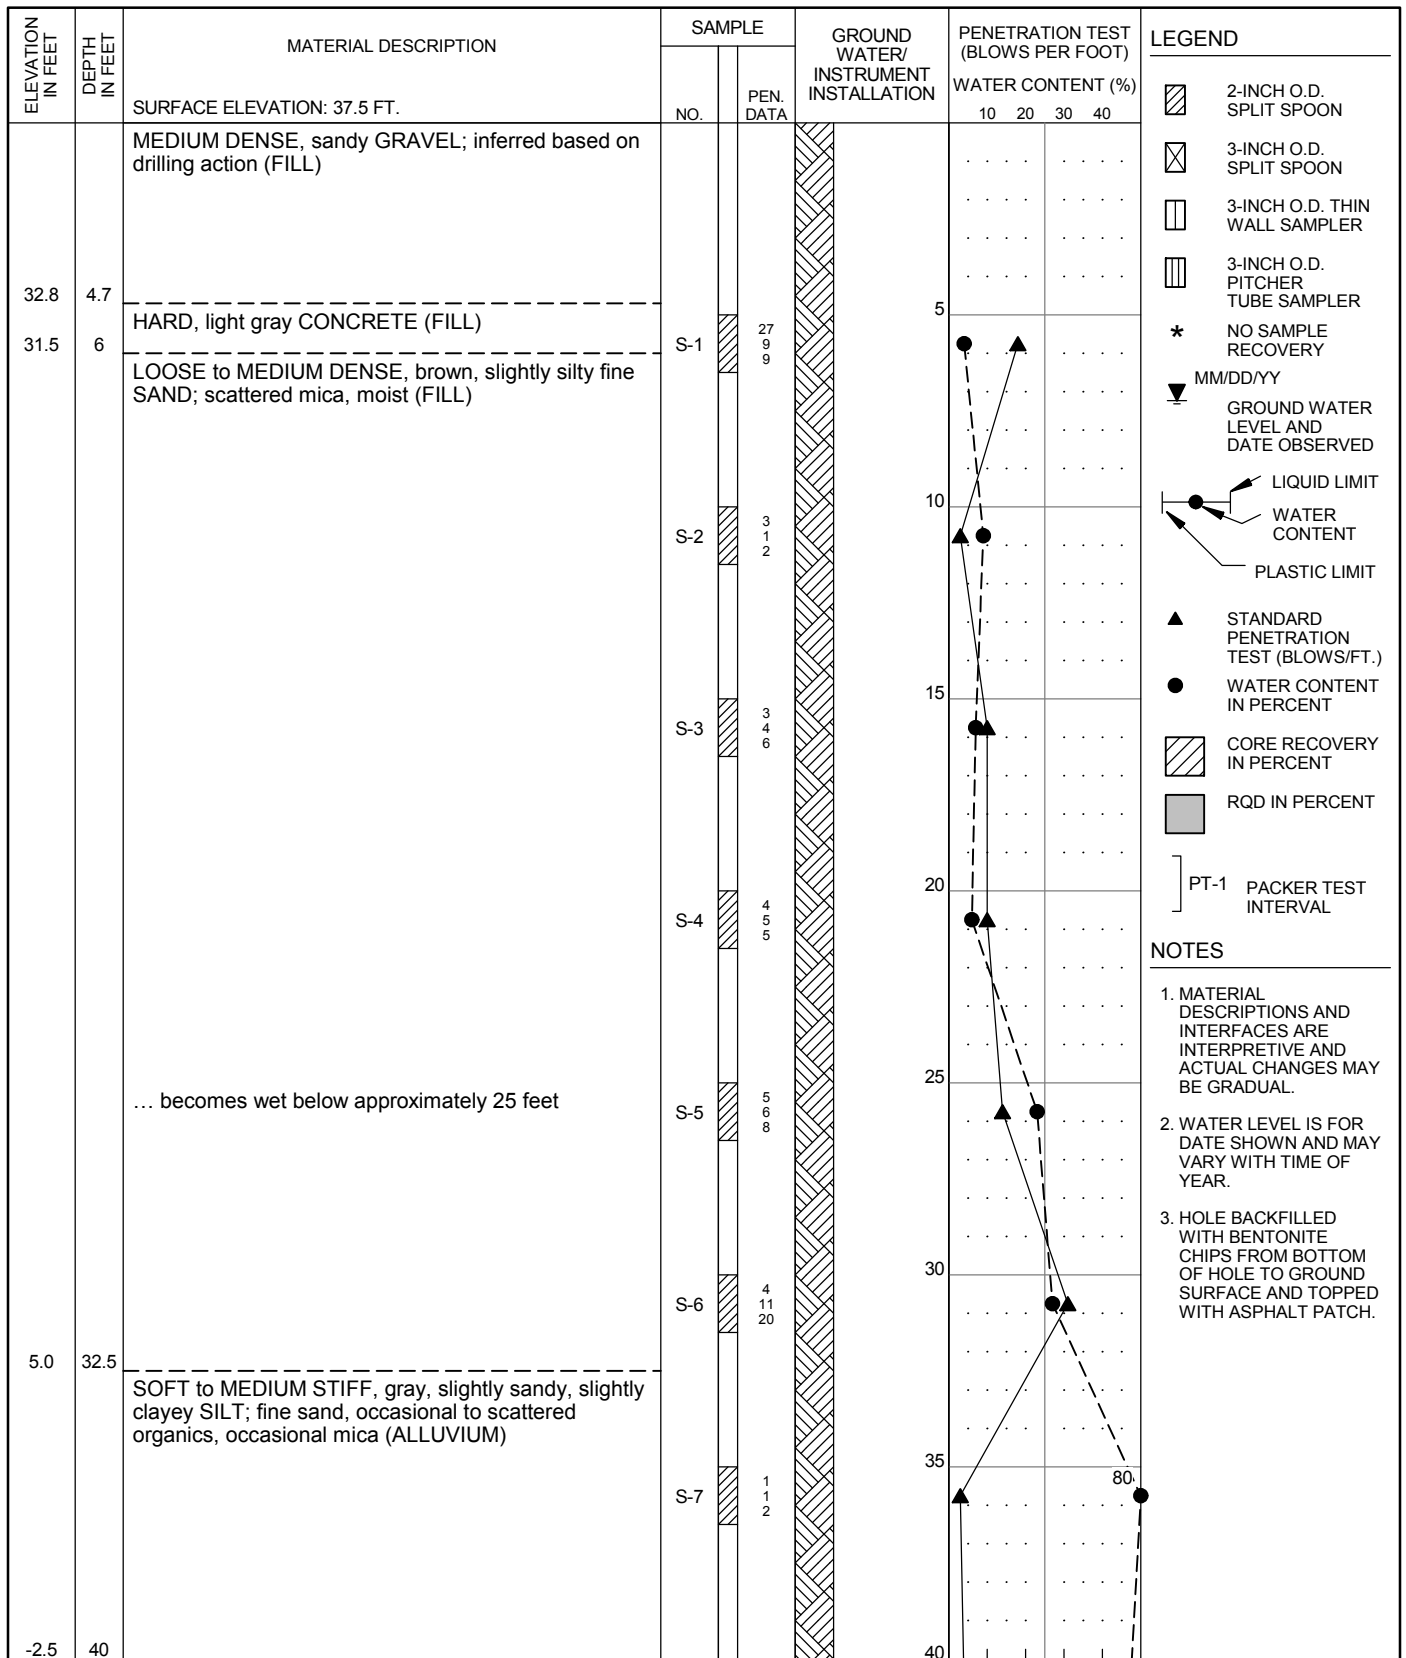 ELEVATION
IN FEET
DEPTH
IN FEET
MATERIAL DESCRIPTION
SURFACE ELEVATION: 37.5 FT.
SAMPLE
NO.
PEN.
DATA
GROUND
WATER/
INSTRUMENT
INSTALLATION
PENETRATION TEST
(BLOWS PER FOOT)
WATER CONTENT (%)
10 20 30 40
MEDIUM DENSE, sandy GRAVEL; inferred based on
drilling action (FILL)
32.8 4.7
HARD, light gray CONCRETE (FILL)
5
S-1
27
9
9
31.5 6
LOOSE to MEDIUM DENSE, brown, slightly silty fine
SAND; scattered mica, moist (FILL)
10
S-2
3
1
2
15
S-3
3
4
6
20
S-4
4
5
5
25
... becomes wet below approximately 25 feet
S-5
5
6
8
30
S-6
4
11
20
5.0 32.5
SOFT to MEDIUM STIFF, gray, slightly sandy, slightly
clayey SILT; fine sand, occasional to scattered
organics, occasional mica (ALLUVIUM)
35
80
S-7
1
1
2
-2.5 40
40
LEGEND
2-INCH O.D.
SPLIT SPOON
3-INCH O.D.
SPLIT SPOON
3-INCH O.D. THIN
WALL SAMPLER
3-INCH O.D.
PITCHER
TUBE SAMPLER
* NO SAMPLE
RECOVERY
MM/DD/YY
GROUND WATER
LEVEL AND
DATE OBSERVED
LIQUID LIMIT
WATER
CONTENT
PLASTIC LIMIT
STANDARD
PENETRATION
TEST (BLOWS/FT.)
WATER CONTENT
IN PERCENT
CORE RECOVERY
IN PERCENT
RQD IN PERCENT
PT-1 PACKER TEST
INTERVAL
NOTES
1. MATERIAL
DESCRIPTIONS AND
INTERFACES ARE
INTERPRETIVE AND
ACTUAL CHANGES MAY
BE GRADUAL.
2. WATER LEVEL IS FOR
DATE SHOWN AND MAY
VARY WITH TIME OF
YEAR.
3. HOLE BACKFILLED
WITH BENTONITE
CHIPS FROM BOTTOM
OF HOLE TO GROUND
SURFACE AND TOPPED
WITH ASPHALT PATCH.